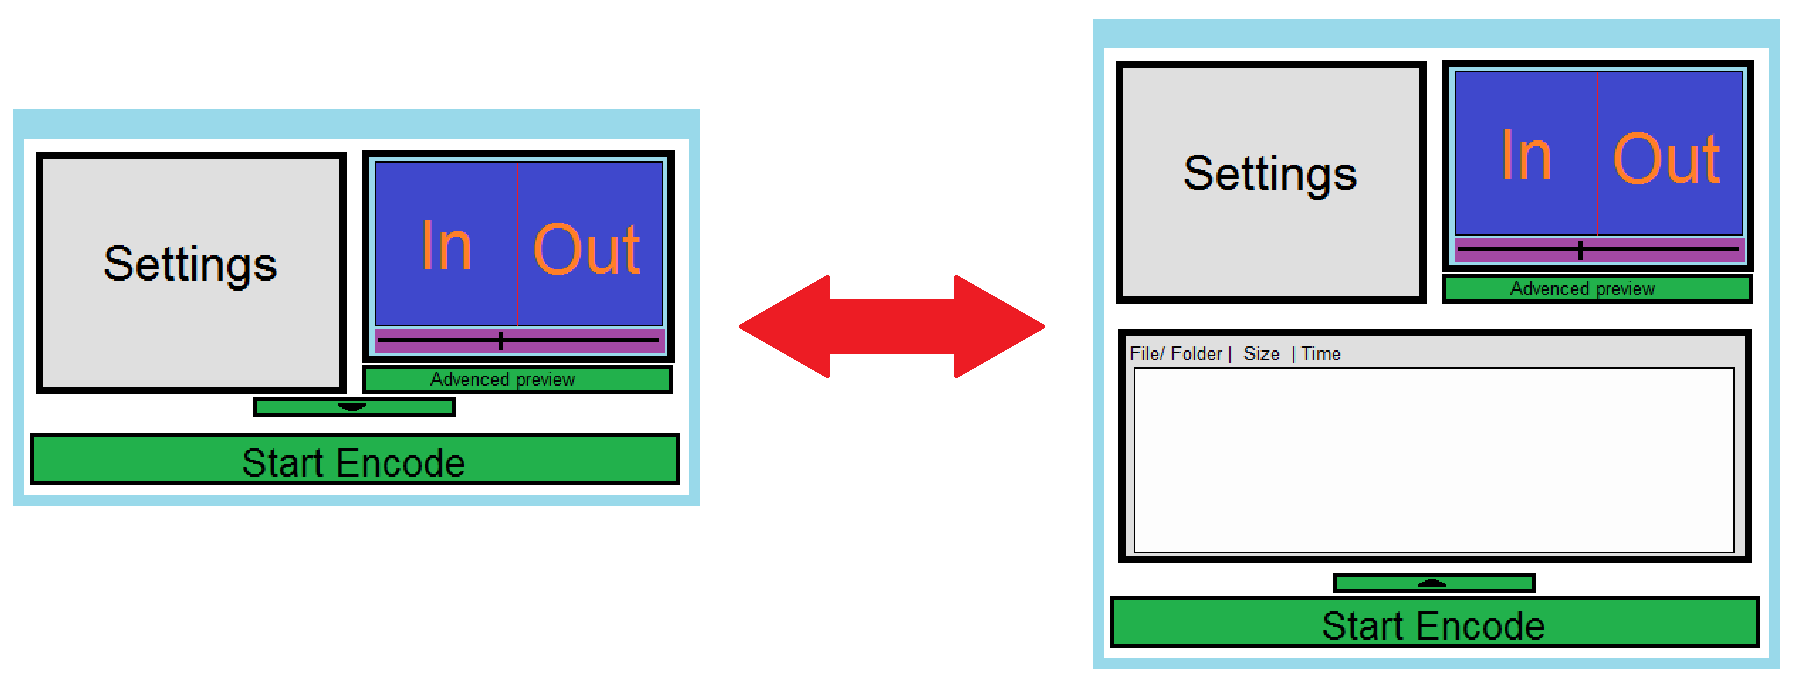 Settings
In Out
Advenced preview
Start Encode
Settings
In Out
Advenced preview
File/ Folder | Size | Time
Start Encode